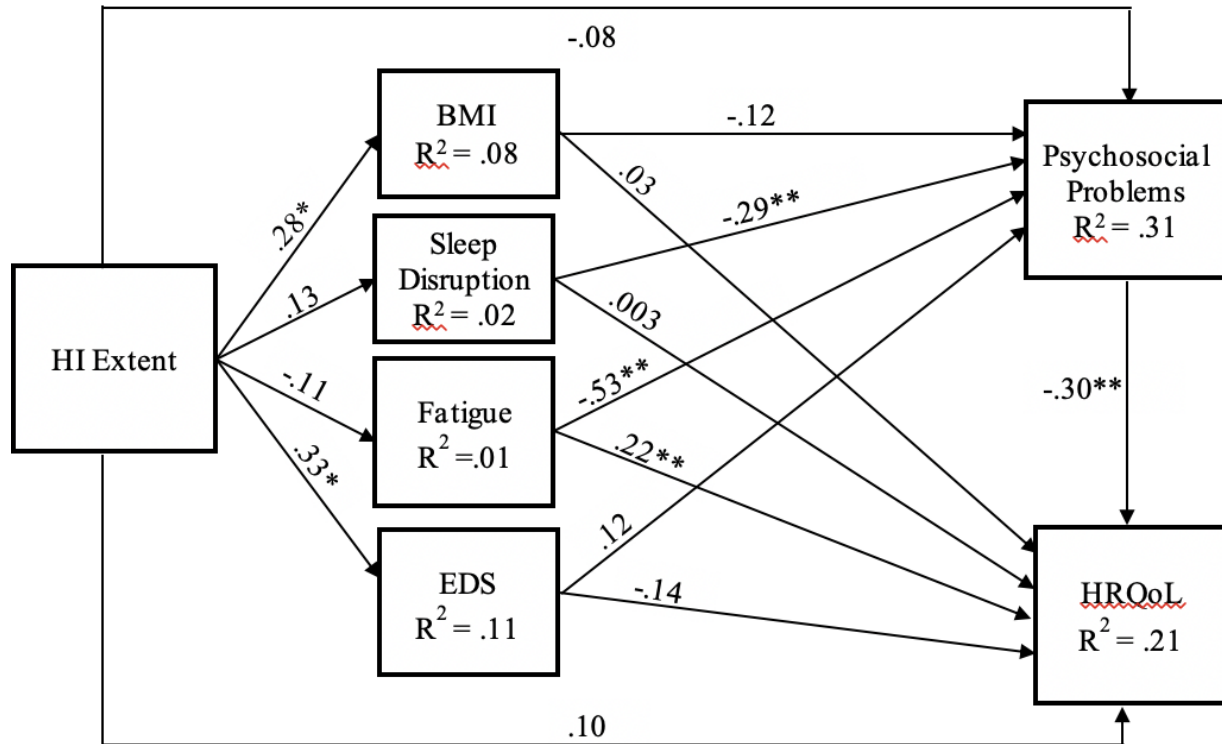 -.08
BMI
R² = .08
-.12
Psychosocial
Problems
R² = .31
.03
.28*
-.29**
Sleep
Disruption
R² = .02
.13
.003
HI Extent
-.11
Fatigue
R² =.01
-.53**
.22**
-.30**
.33*
EDS
R² = .11
.12
-.14
HRQoL
R² = .21
.10